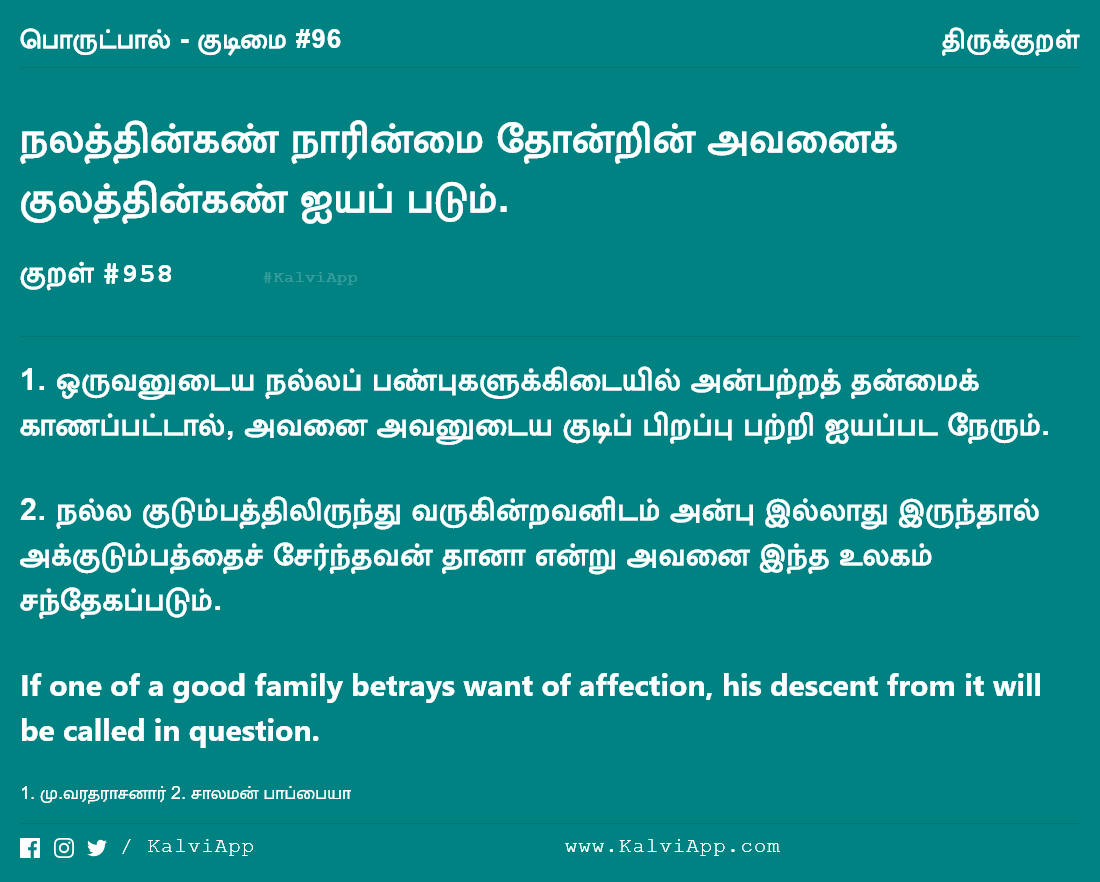 பொருட்பால் - குடிமை #96 திருக்குறள்
நலத்தின்கண் நாரின்மை தோன்றின் அவனைக்
குலத்தின்கண் ஐயப் படும்.
குறள் #958 #KalviApp
1. ஒருவனுடைய நல்லப் பண்புகளுக்கிடையில் அன்பற்றத் தன்மைக்
காணப்பட்டால், அவனை அவனுடைய குடிப் பிறப்பு பற்றி ஐயப்பட நேரும்.
2. நல்ல குடும்பத்திலிருந்து வருகின்றவனிடம் அன்பு இல்லாது இருந்தால்
அக்குடும்பத்தைச் சேர்ந்தவன் தானா என்று அவனை இந்த உலகம்
சந்தேகப்படும்.
If one of a good family betrays want of affection, his descent from it will
be called in question.
1. மு.வரதராசனார் 2. சாலமன் பாப்பையா
/ KalviApp www.KalviApp.com